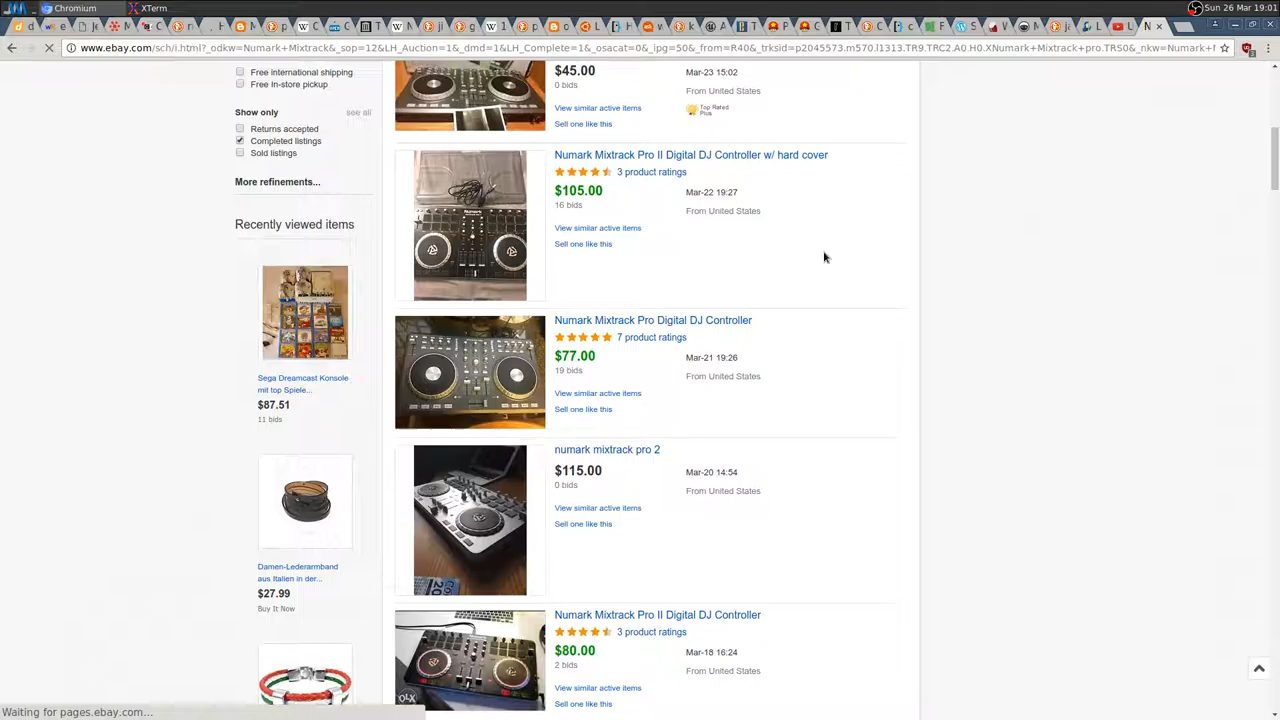 Chromium
XTerm
Sun 26 Mar 19:01
www.ebay.com/sch/i.html?_odkw=Numark+Mixtrack&_sop=12&LH_Auction=1&_dmd=1&LH_Complete=1&_osacat=0&_ipg=50&_from=R40&_trksid=p2045573.m570.l1313.TR9.TRC2.A0.H0.XNumark+Mixtrack+pro.TRS0&_nkw=Numark+
Free international shipping
Free In-store pickup
Show only
see all
Returns accepted
Completed listings
Sold listings
More refinements...
Recently viewed items
Sega Dreamcast Konsole
mit top Spiele...
$87.51
11 bids
Damen-Lederarmband
aus Italien in der...
$27.99
Buy It Now
$45.00
Mar-23 15:02
0 bids
From United States
View similar active items
Top Rated
Plus
Sell one like this
Numark Mixtrack Pro II Digital DJ Controller w/ hard cover
3 product ratings
$105.00
Mar-22 19:27
16 bids
From United States
View similar active items
Sell one like this
Numark Mixtrack Pro Digital DJ Controller
7 product ratings
$77.00
Mar-21 19:26
19 bids
From United States
View similar active items
Sell one like this
numark mixtrack pro 2
$115.00
Mar-20 14:54
0 bids
From United States
View similar active items
Sell one like this
Numark Mixtrack Pro II Digital DJ Controller
3 product ratings
$80.00
Mar-18 16:24
2 bids
From United States
View similar active items
Sell one like this
OLX
Waiting for pages.ebay.com...